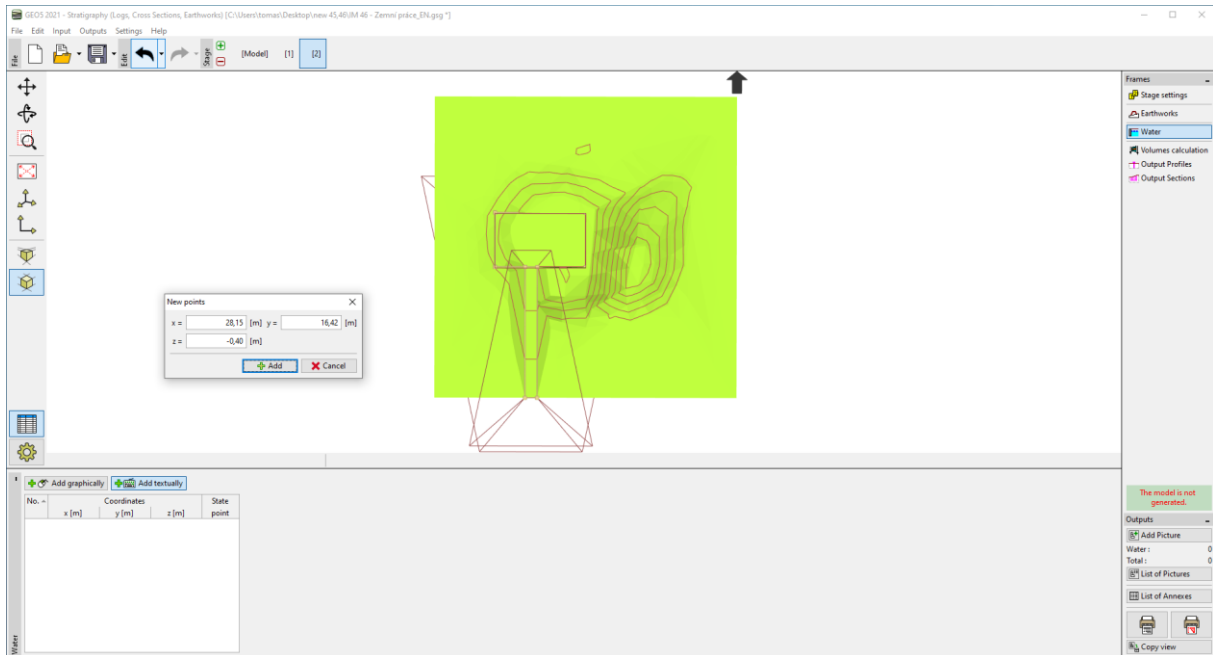 GEO5 2021 - Stratigraphy (Logs, Cross Sections, Earthworks) [C:\Users\tomas\Desktop\new 45,46\IM 46 - Zemni práce_EN.gsg *]
File Edit Input Outputs Settings Help
File
Edit
Stage
[Model] [1] [2]
Frames
Stage settings
Earthworks
Water
Volumes calculation
Output Profiles
Output Sections
New points
x = 28,15 [m] y = 16,42 [m]
z = -0,40 [m]
Add Cancel
Add graphically Add textually
No. Coordinates State
x [m] y [m] z [m] point
Water
The model is not
generated.
Outputs
Add Picture
Water : 0
Total : 0
List of Pictures
List of Annexes
Copy view